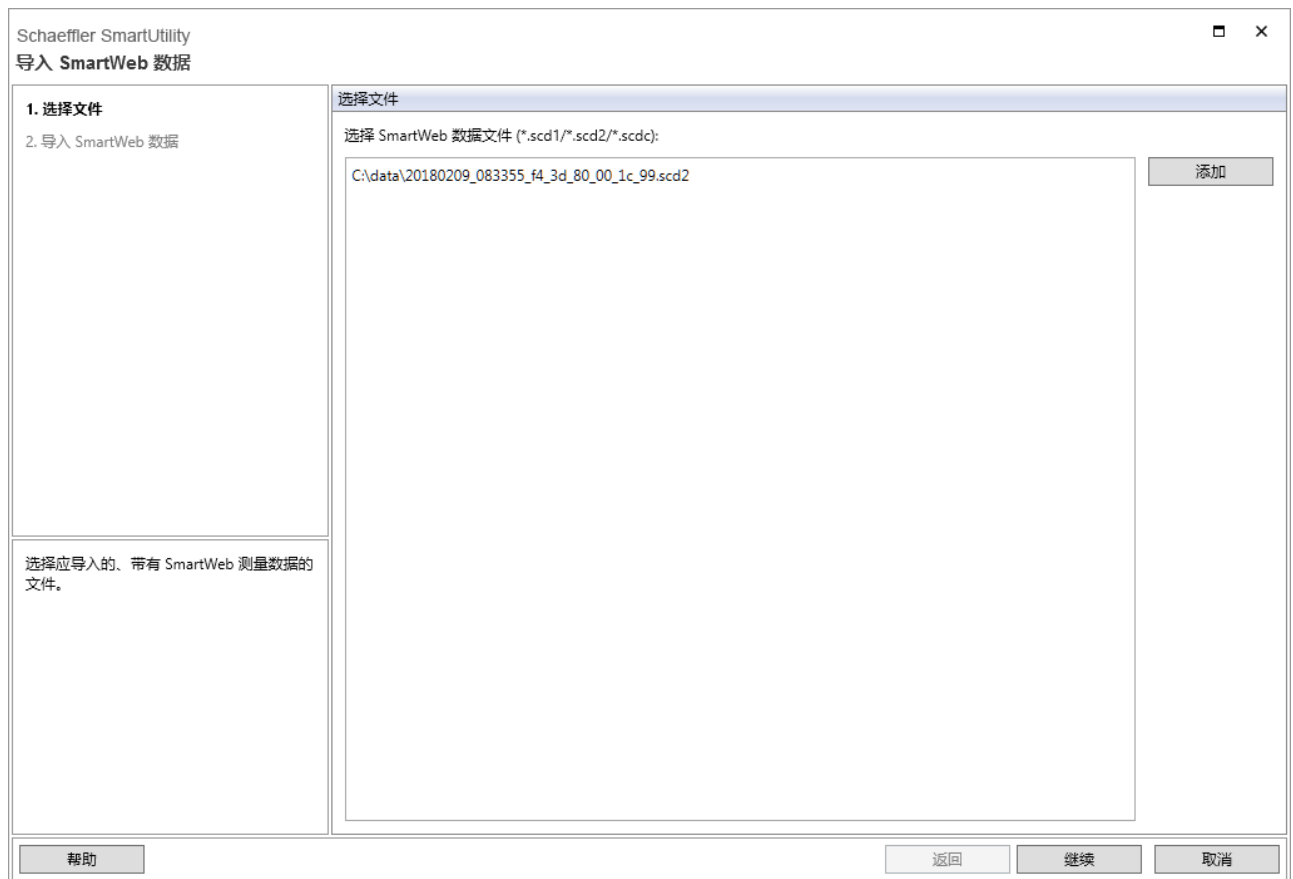 Schaeffler SmartUtility
导入 SmartWeb 数据
1. 选择文件
2. 导入 SmartWeb 数据
选择文件
选择 SmartWeb 数据文件 (*.scd1/*.scd2/*.scdc):
C:\data\20180209_083355_f4_3d_80_00_1c_99.scd2
添加
选择应导入的、带有 SmartWeb 测量数据的
文件。
帮助
返回
继续
取消